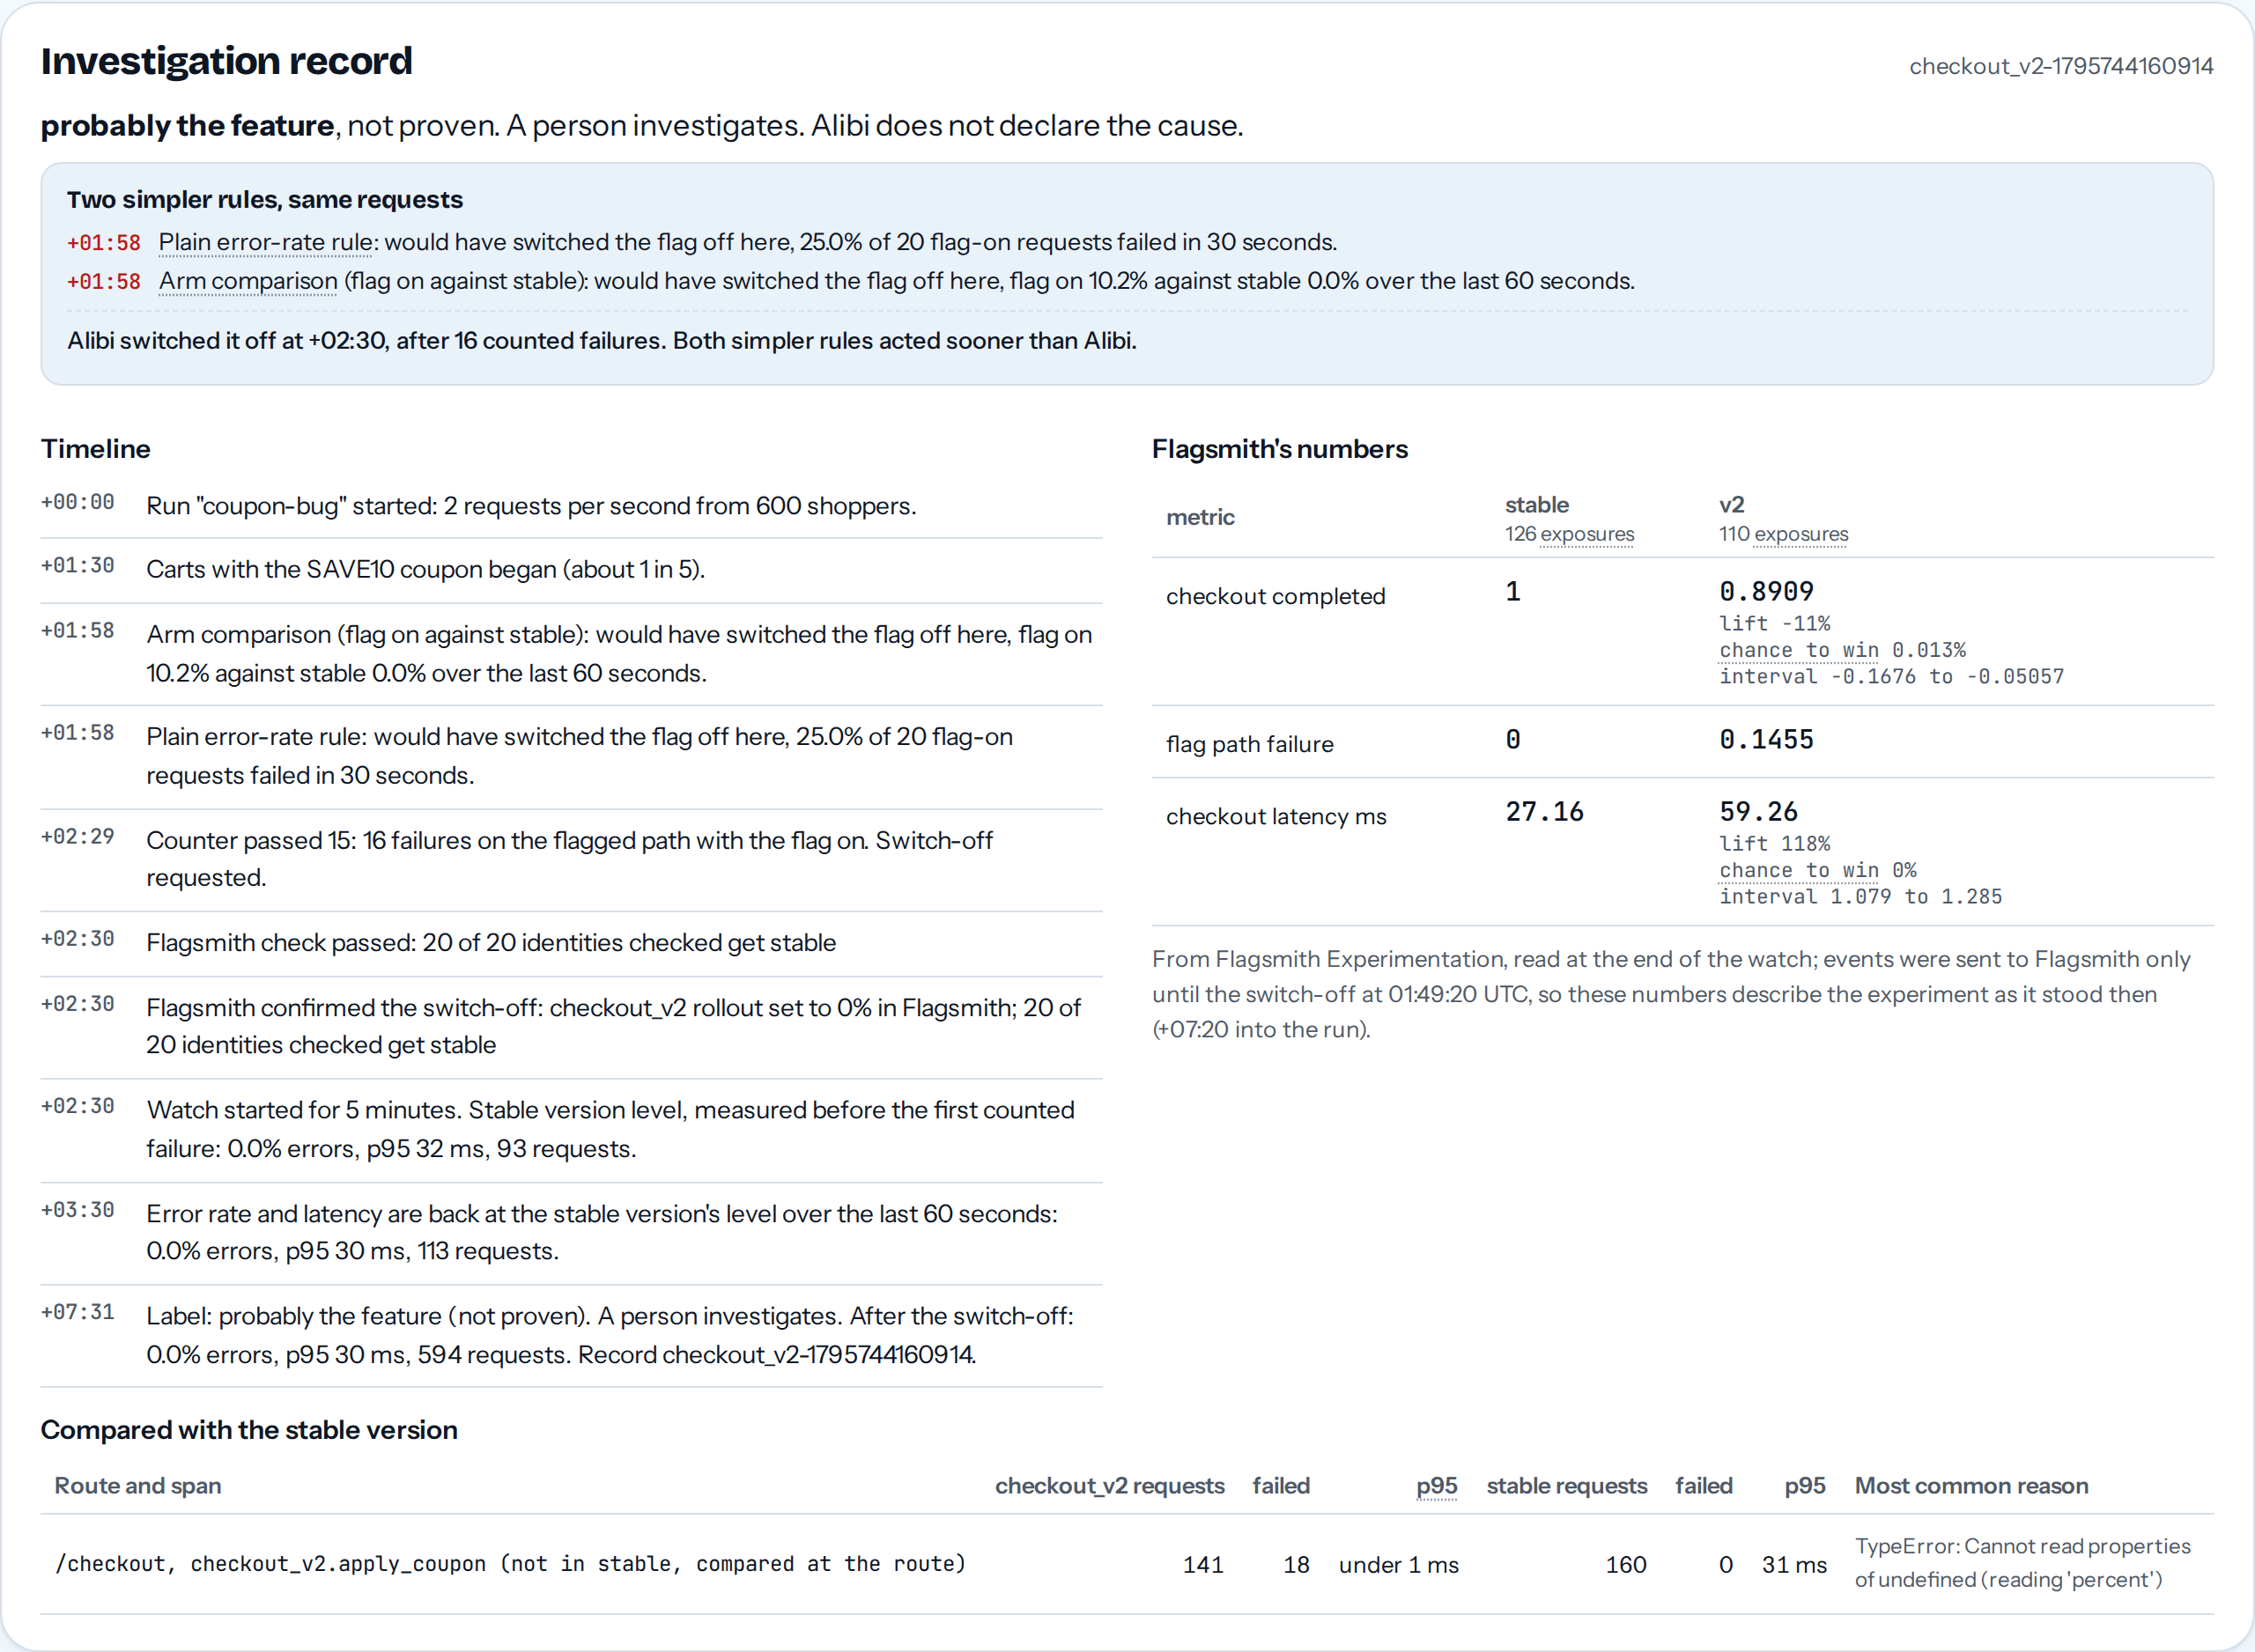 Investigation record
checkout_v2-1795744160914
probably the feature, not proven. A person investigates. Alibi does not declare the cause.
Two simpler rules, same requests
+01:58 Plain error-rate rule: would have switched the flag off here, 25.0% of 20 flag-on requests failed in 30 seconds.
+01:58 Arm comparison (flag on against stable): would have switched the flag off here, flag on 10.2% against stable 0.0% over the last 60 seconds.
Alibi switched it off at +02:30, after 16 counted failures. Both simpler rules acted sooner than Alibi.
Timeline
+00:00 Run "coupon-bug" started: 2 requests per second from 600 shoppers.
+01:30 Carts with the SAVE10 coupon began (about 1 in 5).
+01:58 Arm comparison (flag on against stable): would have switched the flag off here, flag on
10.2% against stable 0.0% over the last 60 seconds.
+01:58 Plain error-rate rule: would have switched the flag off here, 25.0% of 20 flag-on
requests failed in 30 seconds.
+02:29 Counter passed 15: 16 failures on the flagged path with the flag on. Switch-off
requested.
+02:30 Flagsmith check passed: 20 of 20 identities checked get stable
+02:30 Flagsmith confirmed the switch-off: checkout_v2 rollout set to 0% in Flagsmith; 20 of
20 identities checked get stable
+02:30 Watch started for 5 minutes. Stable version level, measured before the first counted
failure: 0.0% errors, p95 32 ms, 93 requests.
+03:30 Error rate and latency are back at the stable version's level over the last 60 seconds:
0.0% errors, p95 30 ms, 113 requests.
+07:31 Label: probably the feature (not proven). A person investigates. After the switch-off:
0.0% errors, p95 30 ms, 594 requests. Record checkout_v2-1795744160914.
Flagsmith's numbers
metric stable v2
126 exposures 110 exposures
checkout completed 1 0.8909
lift -11%
chance to win 0.013%
interval -0.1676 to -0.05057
flag path failure 0 0.1455
checkout latency ms 27.16 59.26
lift 118%
chance to win 0%
interval 1.079 to 1.285
From Flagsmith Experimentation, read at the end of the watch; events were sent to Flagsmith only
until the switch-off at 01:49:20 UTC, so these numbers describe the experiment as it stood then
(+07:20 into the run).
Compared with the stable version
Route and span checkout_v2 requests failed p95 stable requests failed p95 Most common reason
/checkout, checkout_v2.apply_coupon (not in stable, compared at the route) 141 18 under 1 ms 160 0 31 ms TypeError: Cannot read properties
of undefined (reading 'percent')